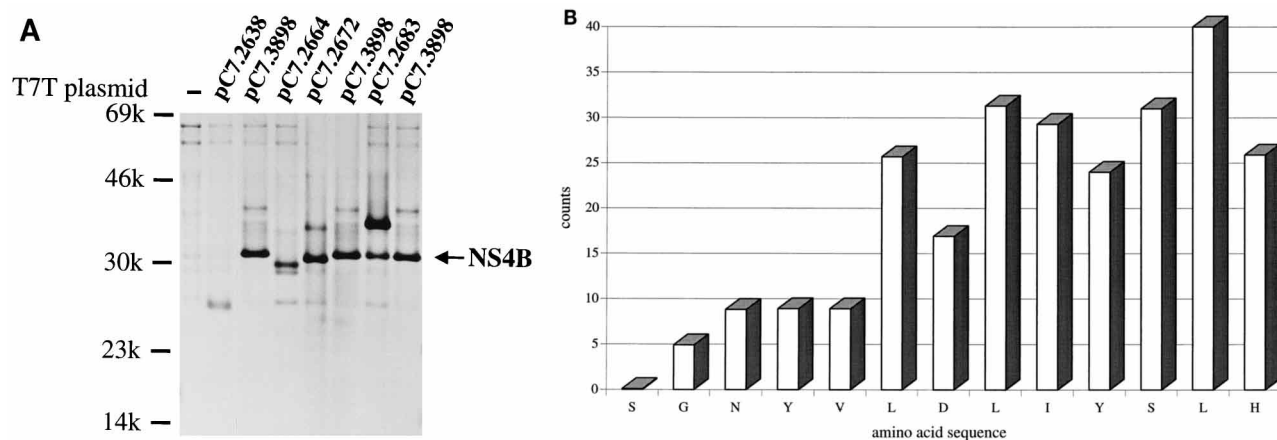 A
T7T plasmid
–
pC7.2638
pC7.3898
pC7.2664
pC7.2672
pC7.3898
pC7.2683
pC7.3898
69k
46k
30k
23k
14k
NS4B
B
40
35
30
25
20
15
10
5
0
counts
S G N Y V L D L I Y S L H
amino acid sequence